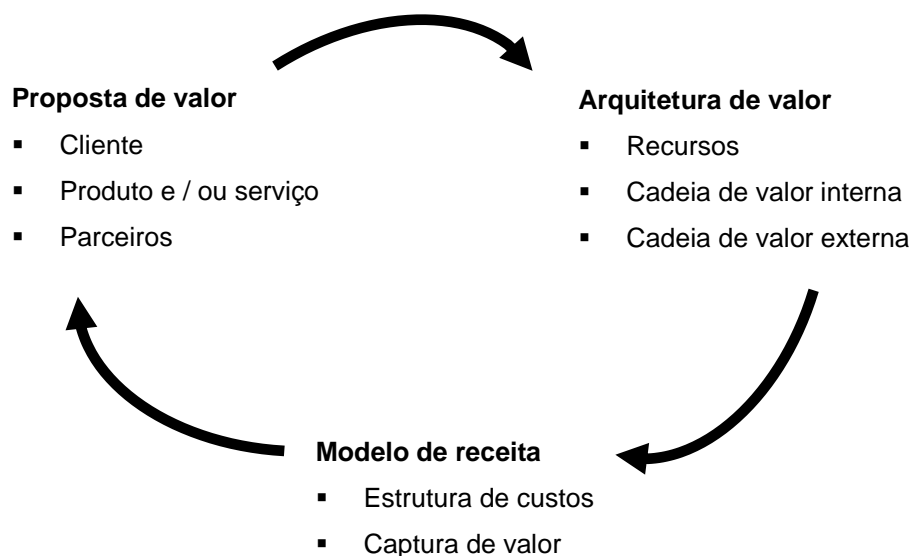 Proposta de valor
▪ Cliente
▪ Produto e / ou serviço
▪ Parceiros
Arquitetura de valor
▪ Recursos
▪ Cadeia de valor interna
▪ Cadeia de valor externa
Modelo de receita
▪ Estrutura de custos
▪ Captura de valor